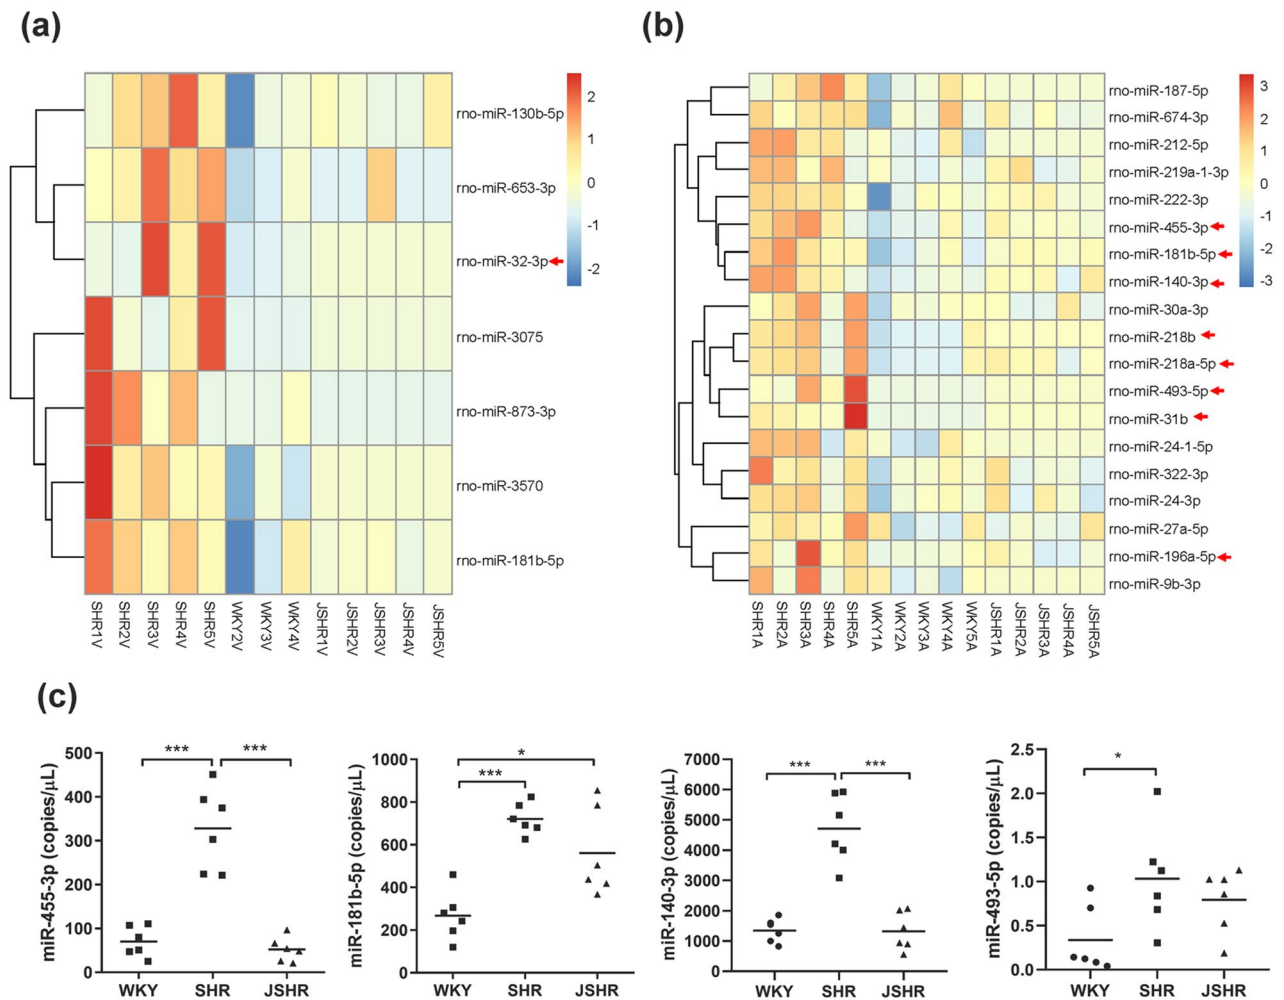 (a)
(b)
rno-miR-130b-5p
rno-miR-653-3p
rno-miR-32-3p
rno-miR-3075
rno-miR-873-3p
rno-miR-3570
rno-miR-181b-5p
2
1
0
-1
-2
SHR1V
SHR2V
SHR3V
SHR4V
SHR5V
WKY2V
WKY3V
WKY4V
JSHR1V
JSHR2V
JSHR3V
JSHR4V
JSHR5V
rno-miR-187-5p
rno-miR-674-3p
rno-miR-212-5p
rno-miR-219a-1-3p
rno-miR-222-3p
rno-miR-455-3p
rno-miR-181b-5p
rno-miR-140-3p
rno-miR-30a-3p
rno-miR-218b
rno-miR-218a-5p
rno-miR-493-5p
rno-miR-31b
rno-miR-24-1-5p
rno-miR-322-3p
rno-miR-24-3p
rno-miR-27a-5p
rno-miR-196a-5p
rno-miR-9b-3p
3
2
1
0
-1
-2
-3
SHR1A
SHR2A
SHR3A
SHR4A
SHR5A
WKY1A
WKY2A
WKY3A
WKY4A
WKY5A
JSHR1A
JSHR2A
JSHR3A
JSHR4A
JSHR5A
(c)
miR-455-3p (copies/μL)
500
400
300
200
100
0
***
***
WKY SHR JSHR
miR-181b-5p (copies/μL)
1000
800
600
400
200
0
*
***
WKY SHR JSHR
miR-140-3p (copies/μL)
7000
6000
5000
4000
3000
2000
1000
0
***
***
WKY SHR JSHR
miR-493-5p (copies/μL)
2.5
2.0
1.5
1.0
0.5
0.0
*
WKY SHR JSHR